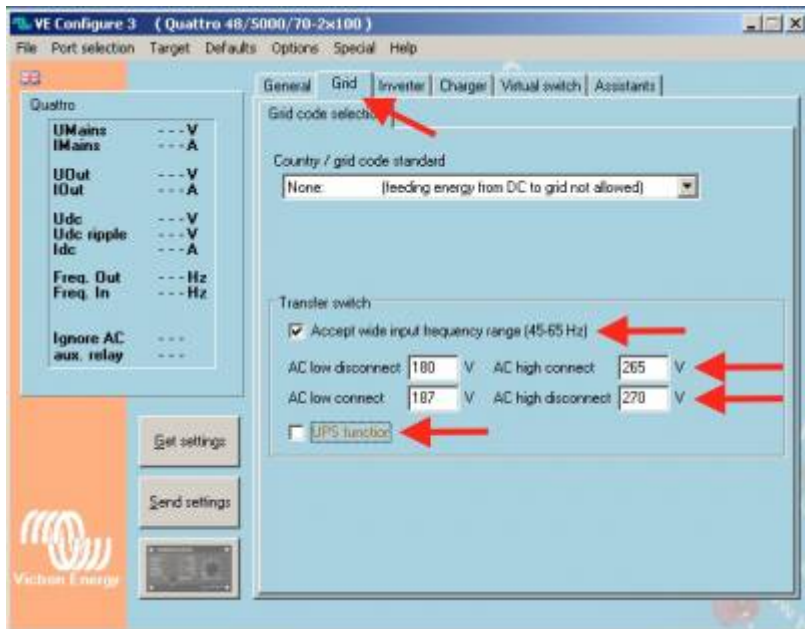 VE Configure 3 ( Quattro 48/5000/70-2x100 )
File Port selection Target Defaults Options Special Help
General Grid Inverter Charger Virtual switch Assistants
Quattro
Grid code selection
UMains - - - V
IMains - - - A
UOut - - - V
IOut - - - A
Udc - - - V
Udc ripple - - - V
Idc - - - A
Freq. Out - - - Hz
Freq. In - - - Hz
Ignore AC - - -
aux. relay - - -
Country / grid code standard
None: (feeding energy from DC to grid not allowed)
Transfer switch
Accept wide input frequency range (45-65 Hz)
AC low disconnect 180 V AC high connect 265 V
AC low connect 187 V AC high disconnect 270 V
UPS function
Get settings
Send settings
Victron Energy